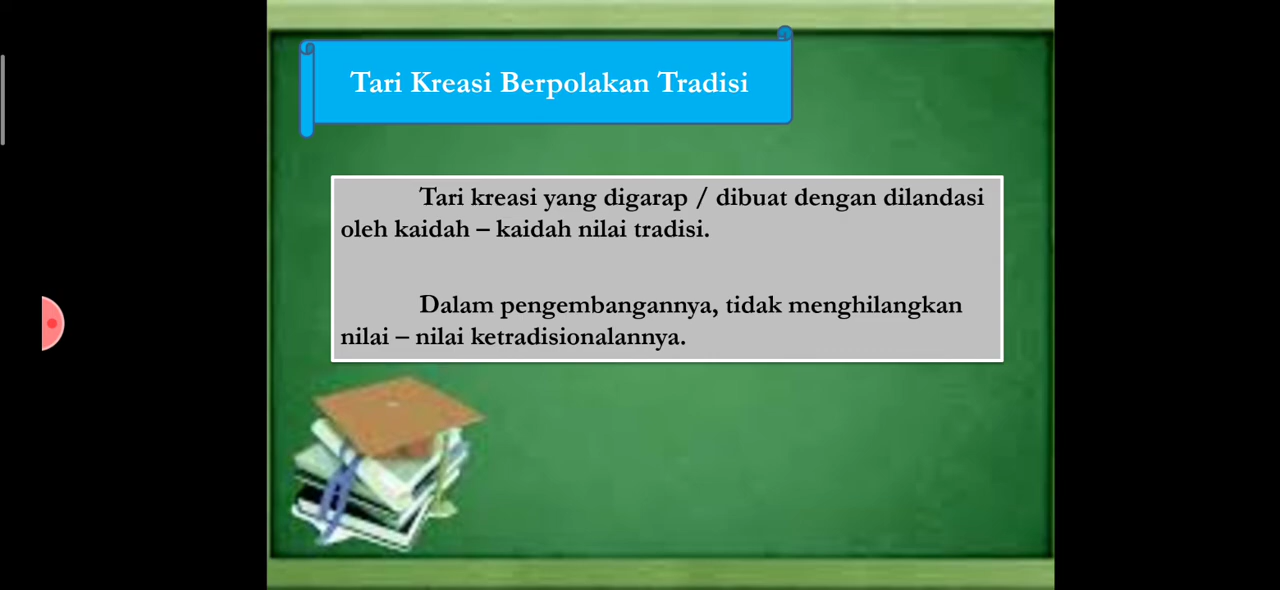 Tari Kreasi Berpolakan Tradisi
Tari kreasi yang digarap / dibuat dengan dilandasi
oleh kaidah – kaidah nilai tradisi.
Dalam pengembangannya, tidak menghilangkan
nilai – nilai ketradisionalannya.